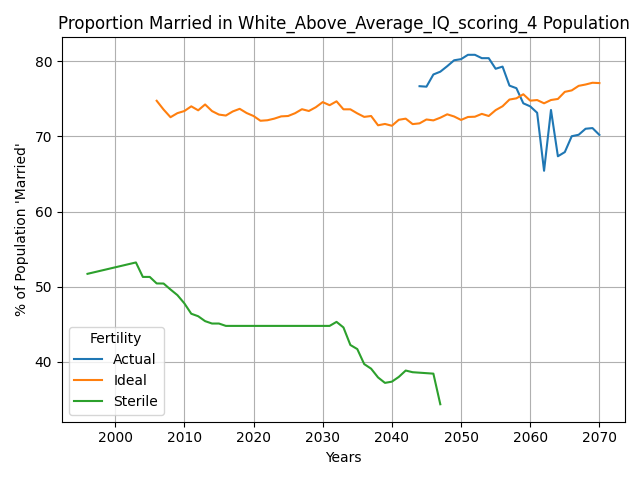 Proportion Married in White_Above_Average_IQ_scoring_4 Population
% of Population 'Married'
80
70
60
50
40
Fertility
Actual
Ideal
Sterile
2000 2010 2020 2030 2040 2050 2060 2070
Years